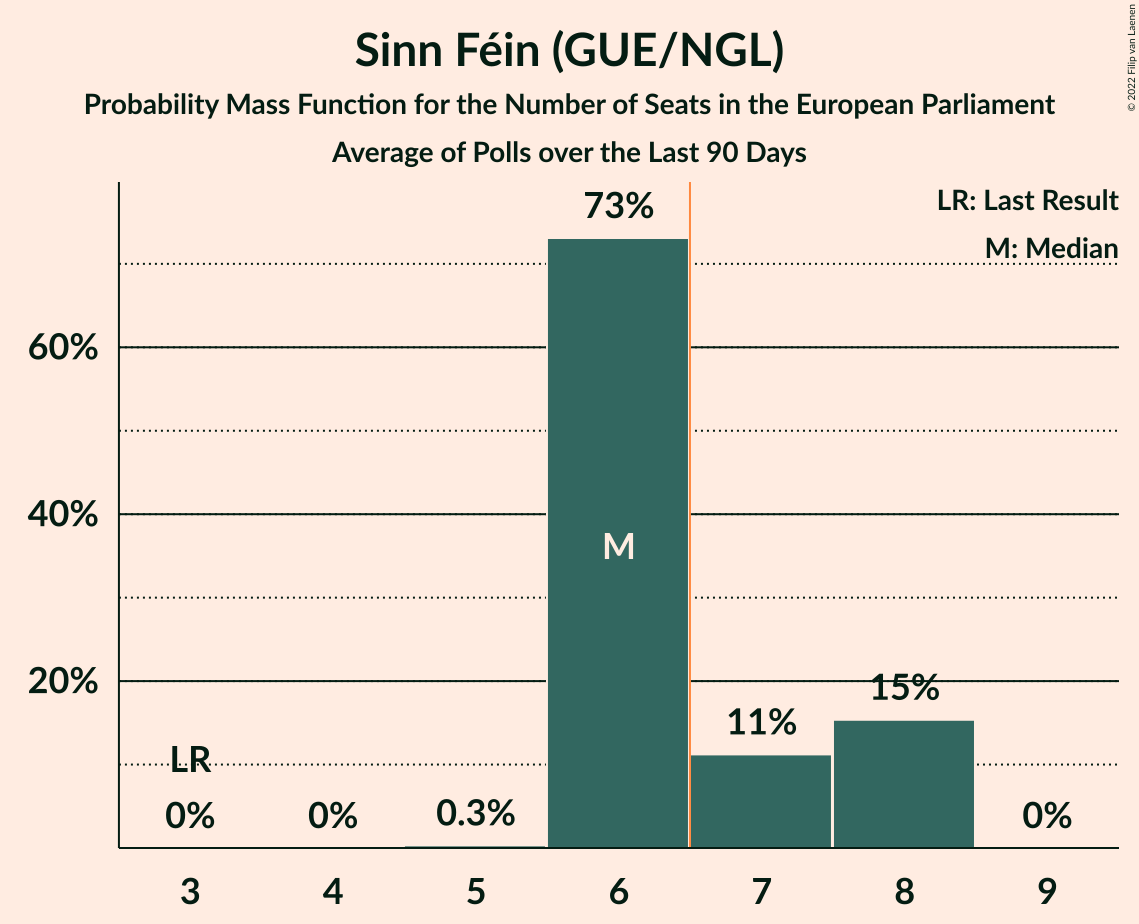 Sinn Féin (GUE/NGL)
Probability Mass Function for the Number of Seats in the European Parliament
Average of Polls over the Last 90 Days
© 2022 Filip van Laenen
LR: Last Result
M: Median
73%
60%
40%
M
20%
15%
11%
LR
0%
0%
0.3%
0%
3 4 5 6 7 8 9